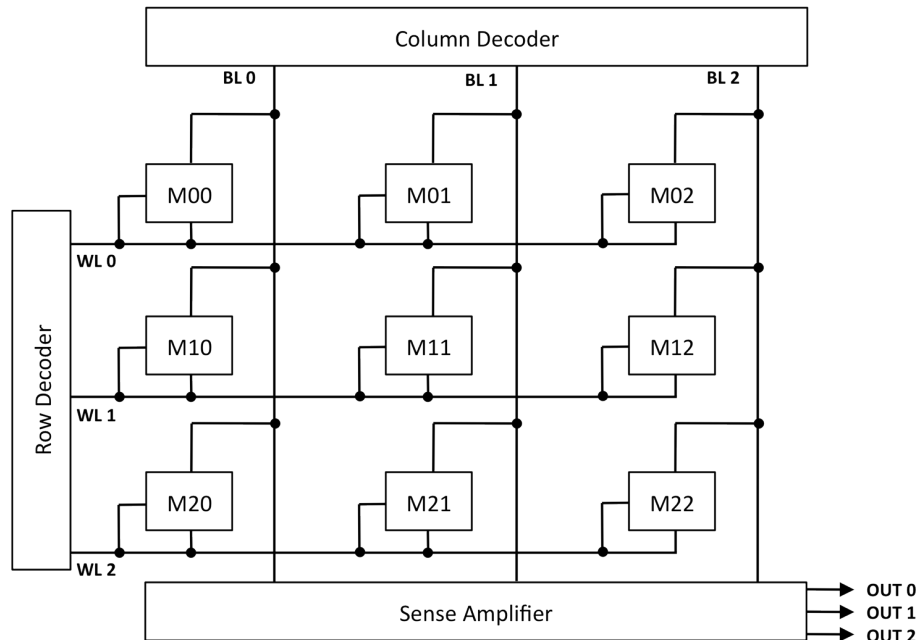 Column Decoder
BL 0 BL 1 BL 2
M00 M01 M02
WL 0
M10 M11 M12
Row Decoder
WL 1
M20 M21 M22
WL 2
Sense Amplifier
OUT 0
OUT 1
OUT 2